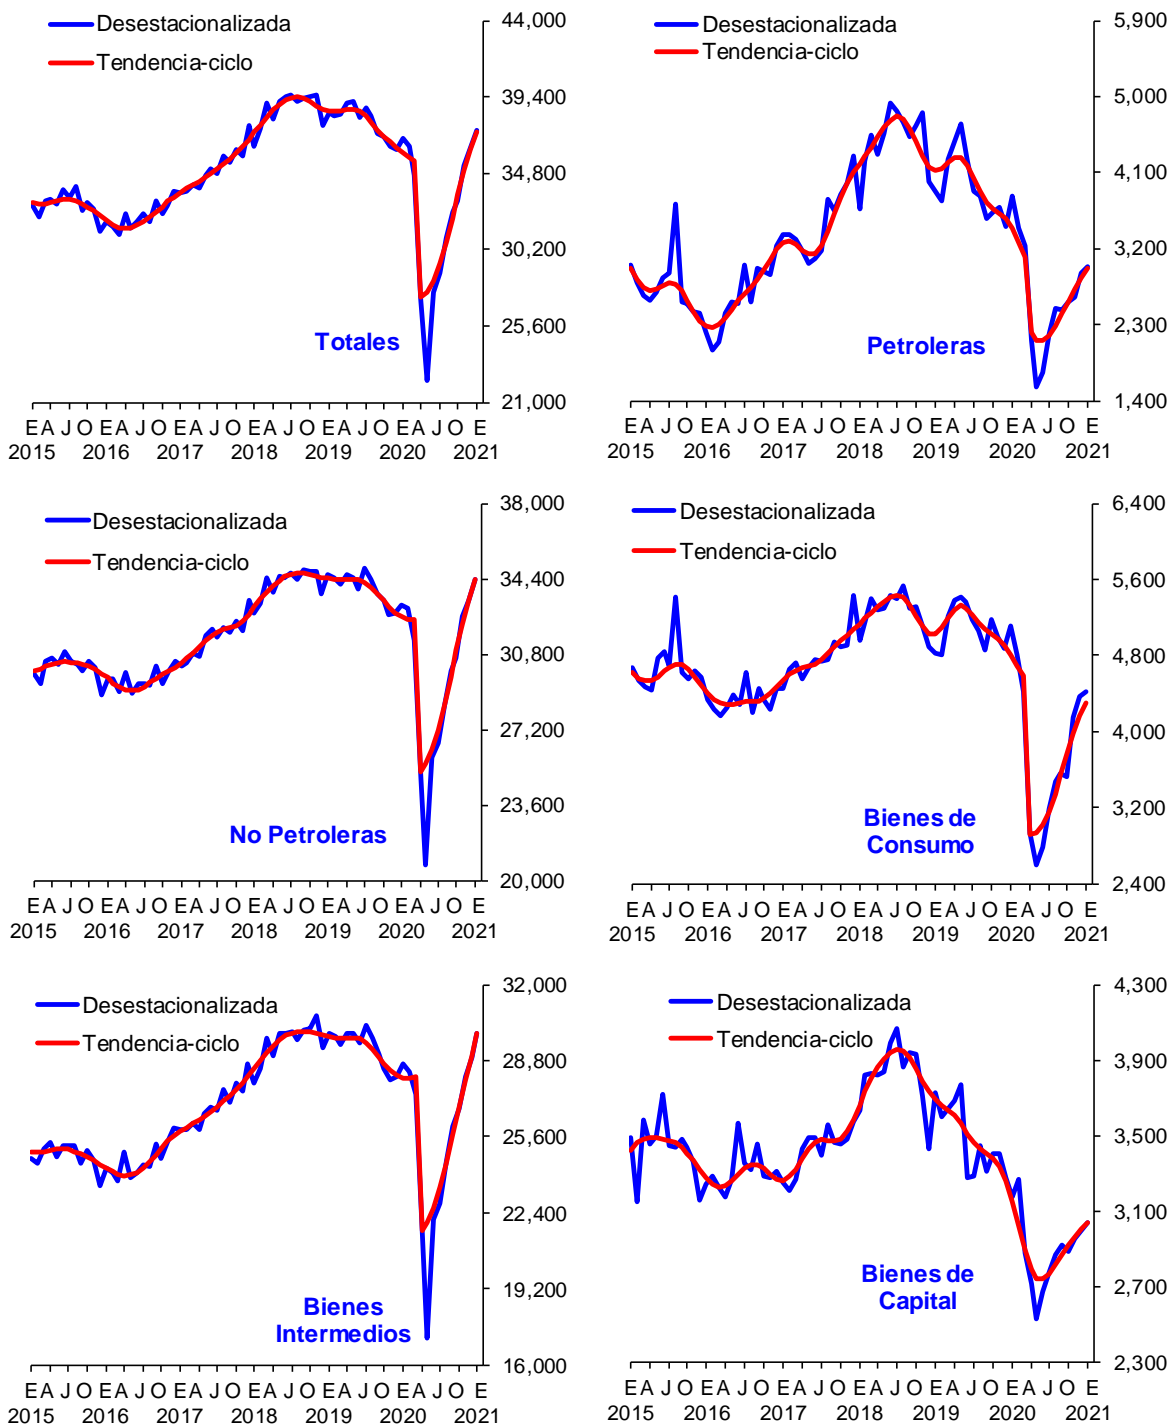 Desestacionalizada
Tendencia-ciclo
44,000
39,400
34,800
30,200
25,600
21,000
Totales
E A J O E A J O E A J O E A J O E A J O E A J O E
2015 2016 2017 2018 2019 2020 2021
Desestacionalizada
Tendencia-ciclo
5,900
5,000
4,100
3,200
2,300
1,400
Petroleras
E A J O E A J O E A J O E A J O E A J O E A J O E
2015 2016 2017 2018 2019 2020 2021
Desestacionalizada
Tendencia-ciclo
38,000
34,400
30,800
27,200
23,600
20,000
No Petroleras
E A J O E A J O E A J O E A J O E A J O E A J O E
2015 2016 2017 2018 2019 2020 2021
Desestacionalizada
Tendencia-ciclo
6,400
5,600
4,800
4,000
3,200
2,400
Bienes de
Consumo
E A J O E A J O E A J O E A J O E A J O E A J O E
2015 2016 2017 2018 2019 2020 2021
Desestacionalizada
Tendencia-ciclo
32,000
28,800
25,600
22,400
19,200
16,000
Bienes
Intermedios
E A J O E A J O E A J O E A J O E A J O E A J O E
2015 2016 2017 2018 2019 2020 2021
Desestacionalizada
Tendencia-ciclo
4,300
3,900
3,500
3,100
2,700
2,300
Bienes de
Capital
E A J O E A J O E A J O E A J O E A J O E A J O E
2015 2016 2017 2018 2019 2020 2021